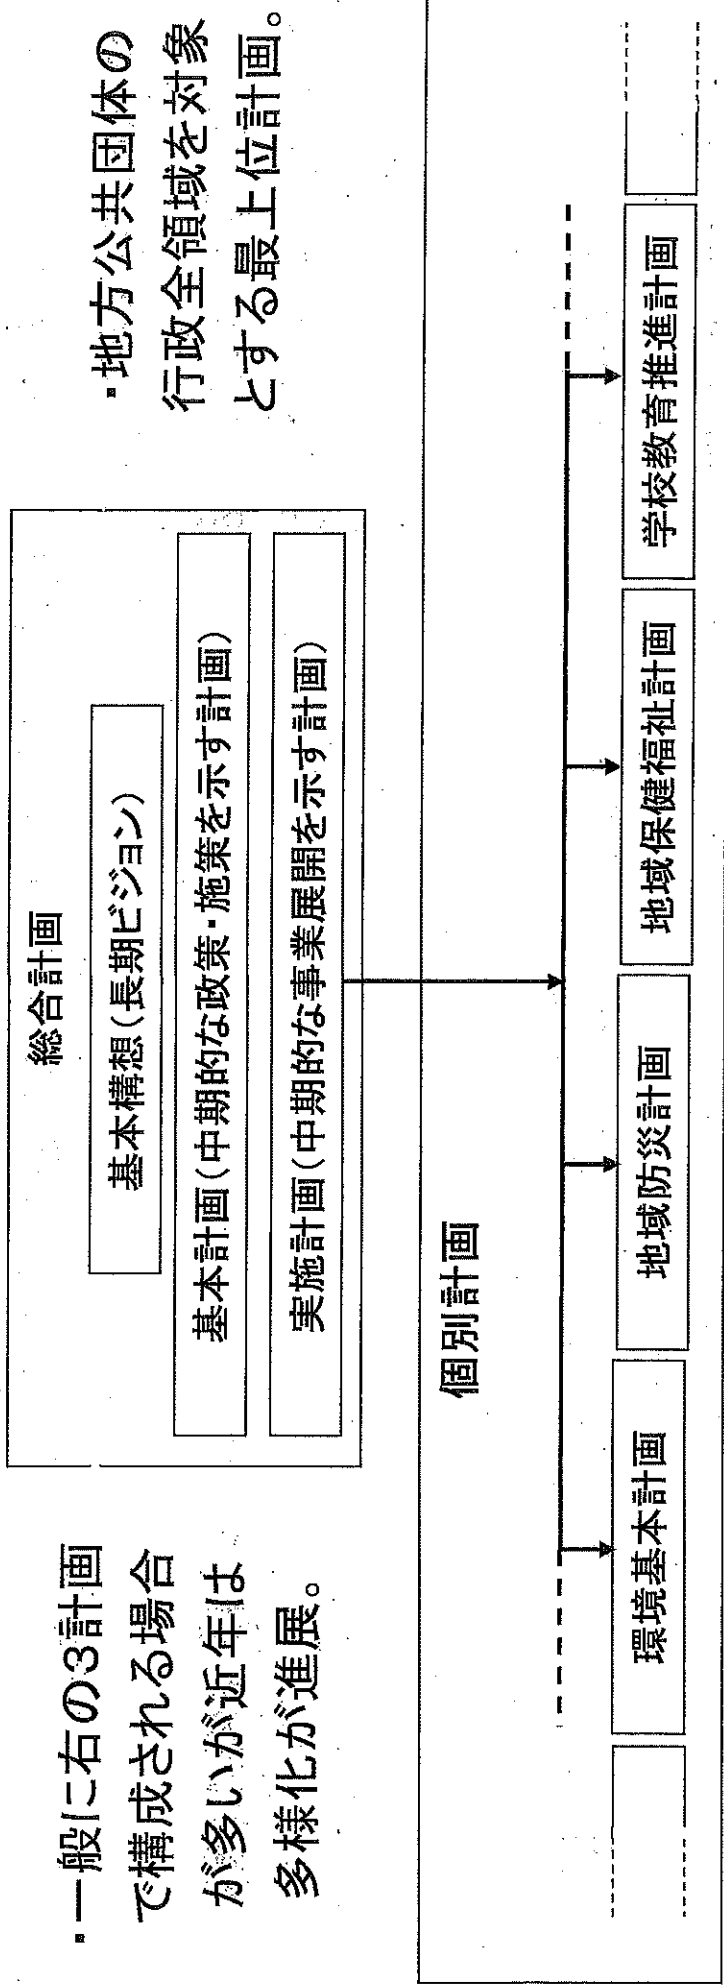 ・一般に右の3計画
で構成される場合
が多いが近年は
多様化が進展。
総合計画
基本構想(長期ビジョン)
基本計画(中期的な政策・施策を示す計画)
実施計画(中期的な事業展開を示す計画)
・地方公共団体の
行政全領域を対象
とする最上位計画。
個別計画
環境基本計画
地域防災計画
地域保健福祉計画
学校教育推進計画